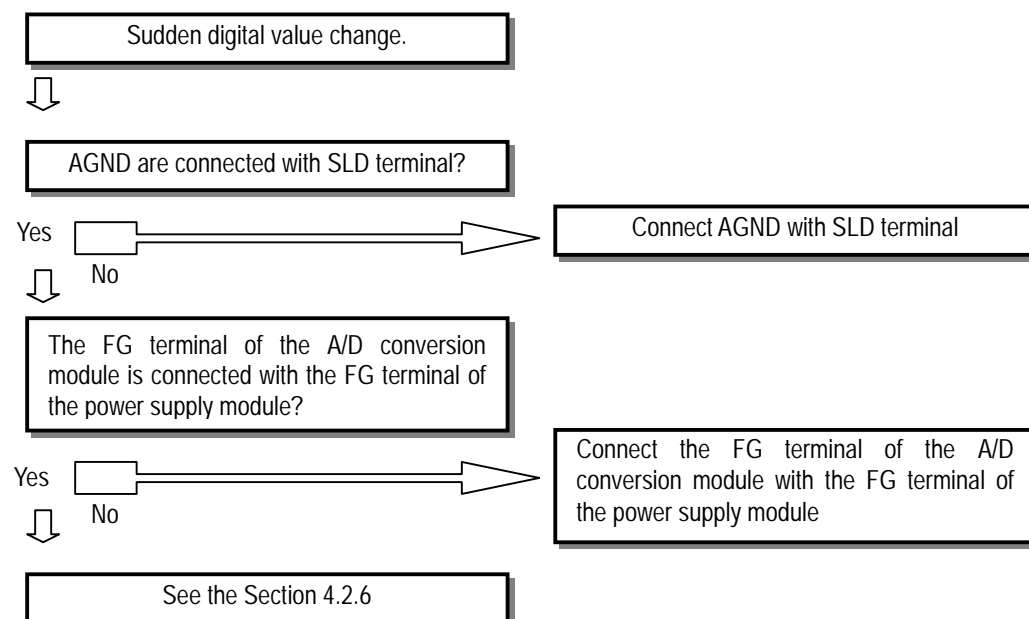 Sudden digital value change.
AGND are connected with SLD terminal?
Yes
No
Connect AGND with SLD terminal
The FG terminal of the A/D conversion
module is connected with the FG terminal of
the power supply module?
Yes
No
Connect the FG terminal of the A/D
conversion module with the FG terminal of
the power supply module
See the Section 4.2.6